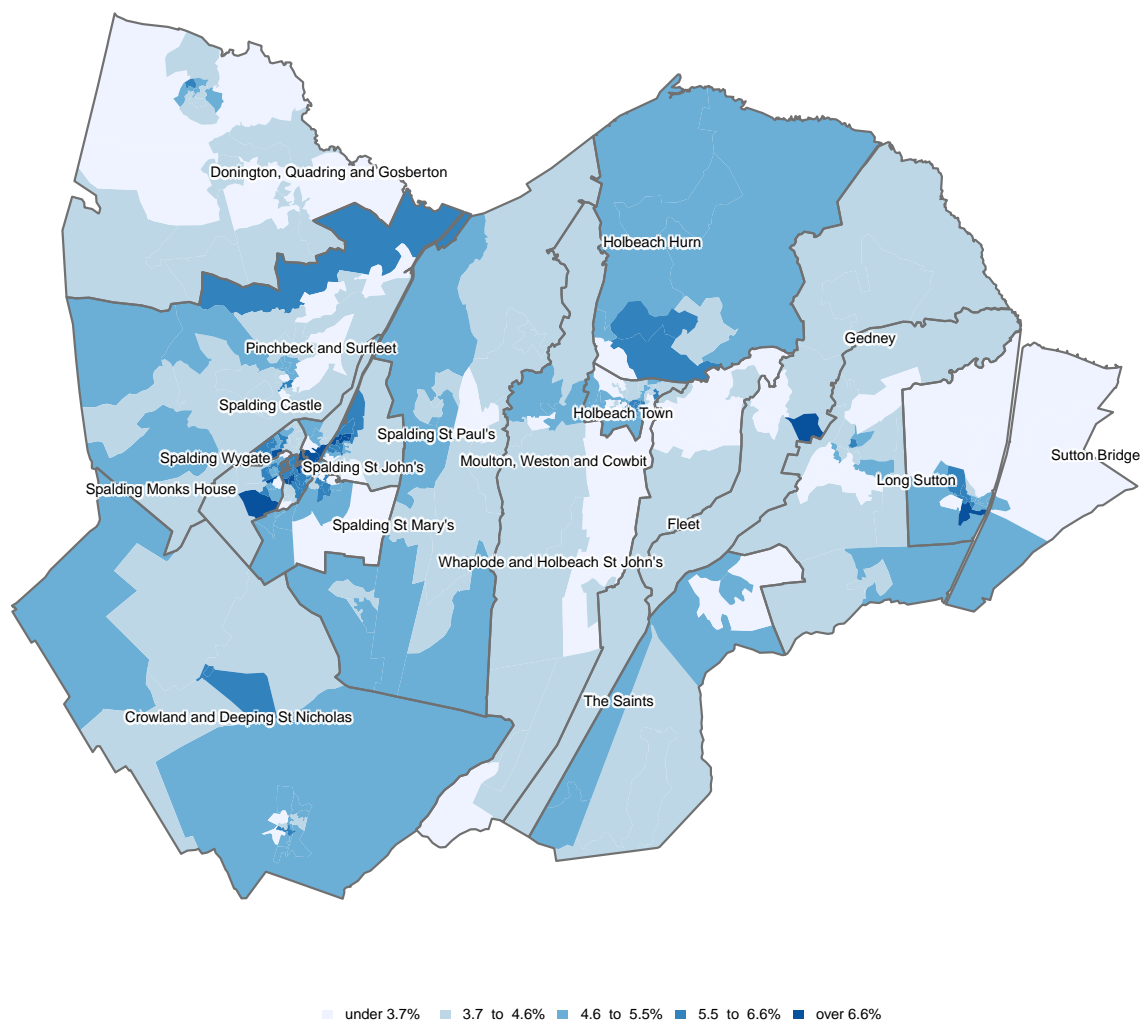 Donington, Quadring and Gosberton
Holbeach Hurn
Gedney
Pinchbeck and Surfleet
Spalding Castle
Holbeach Town
Spalding St Paul's
Sutton Bridge
Spalding Wygate
Moulton, Weston and Cowbit
Spalding St John's
Long Sutton
Spalding Monks House
Fleet
Spalding St Mary's
Whaplode and Holbeach St John's
The Saints
Crowland and Deeping St Nicholas
under 3.7% 3.7 to 4.6% 4.6 to 5.5% 5.5 to 6.6% over 6.6%